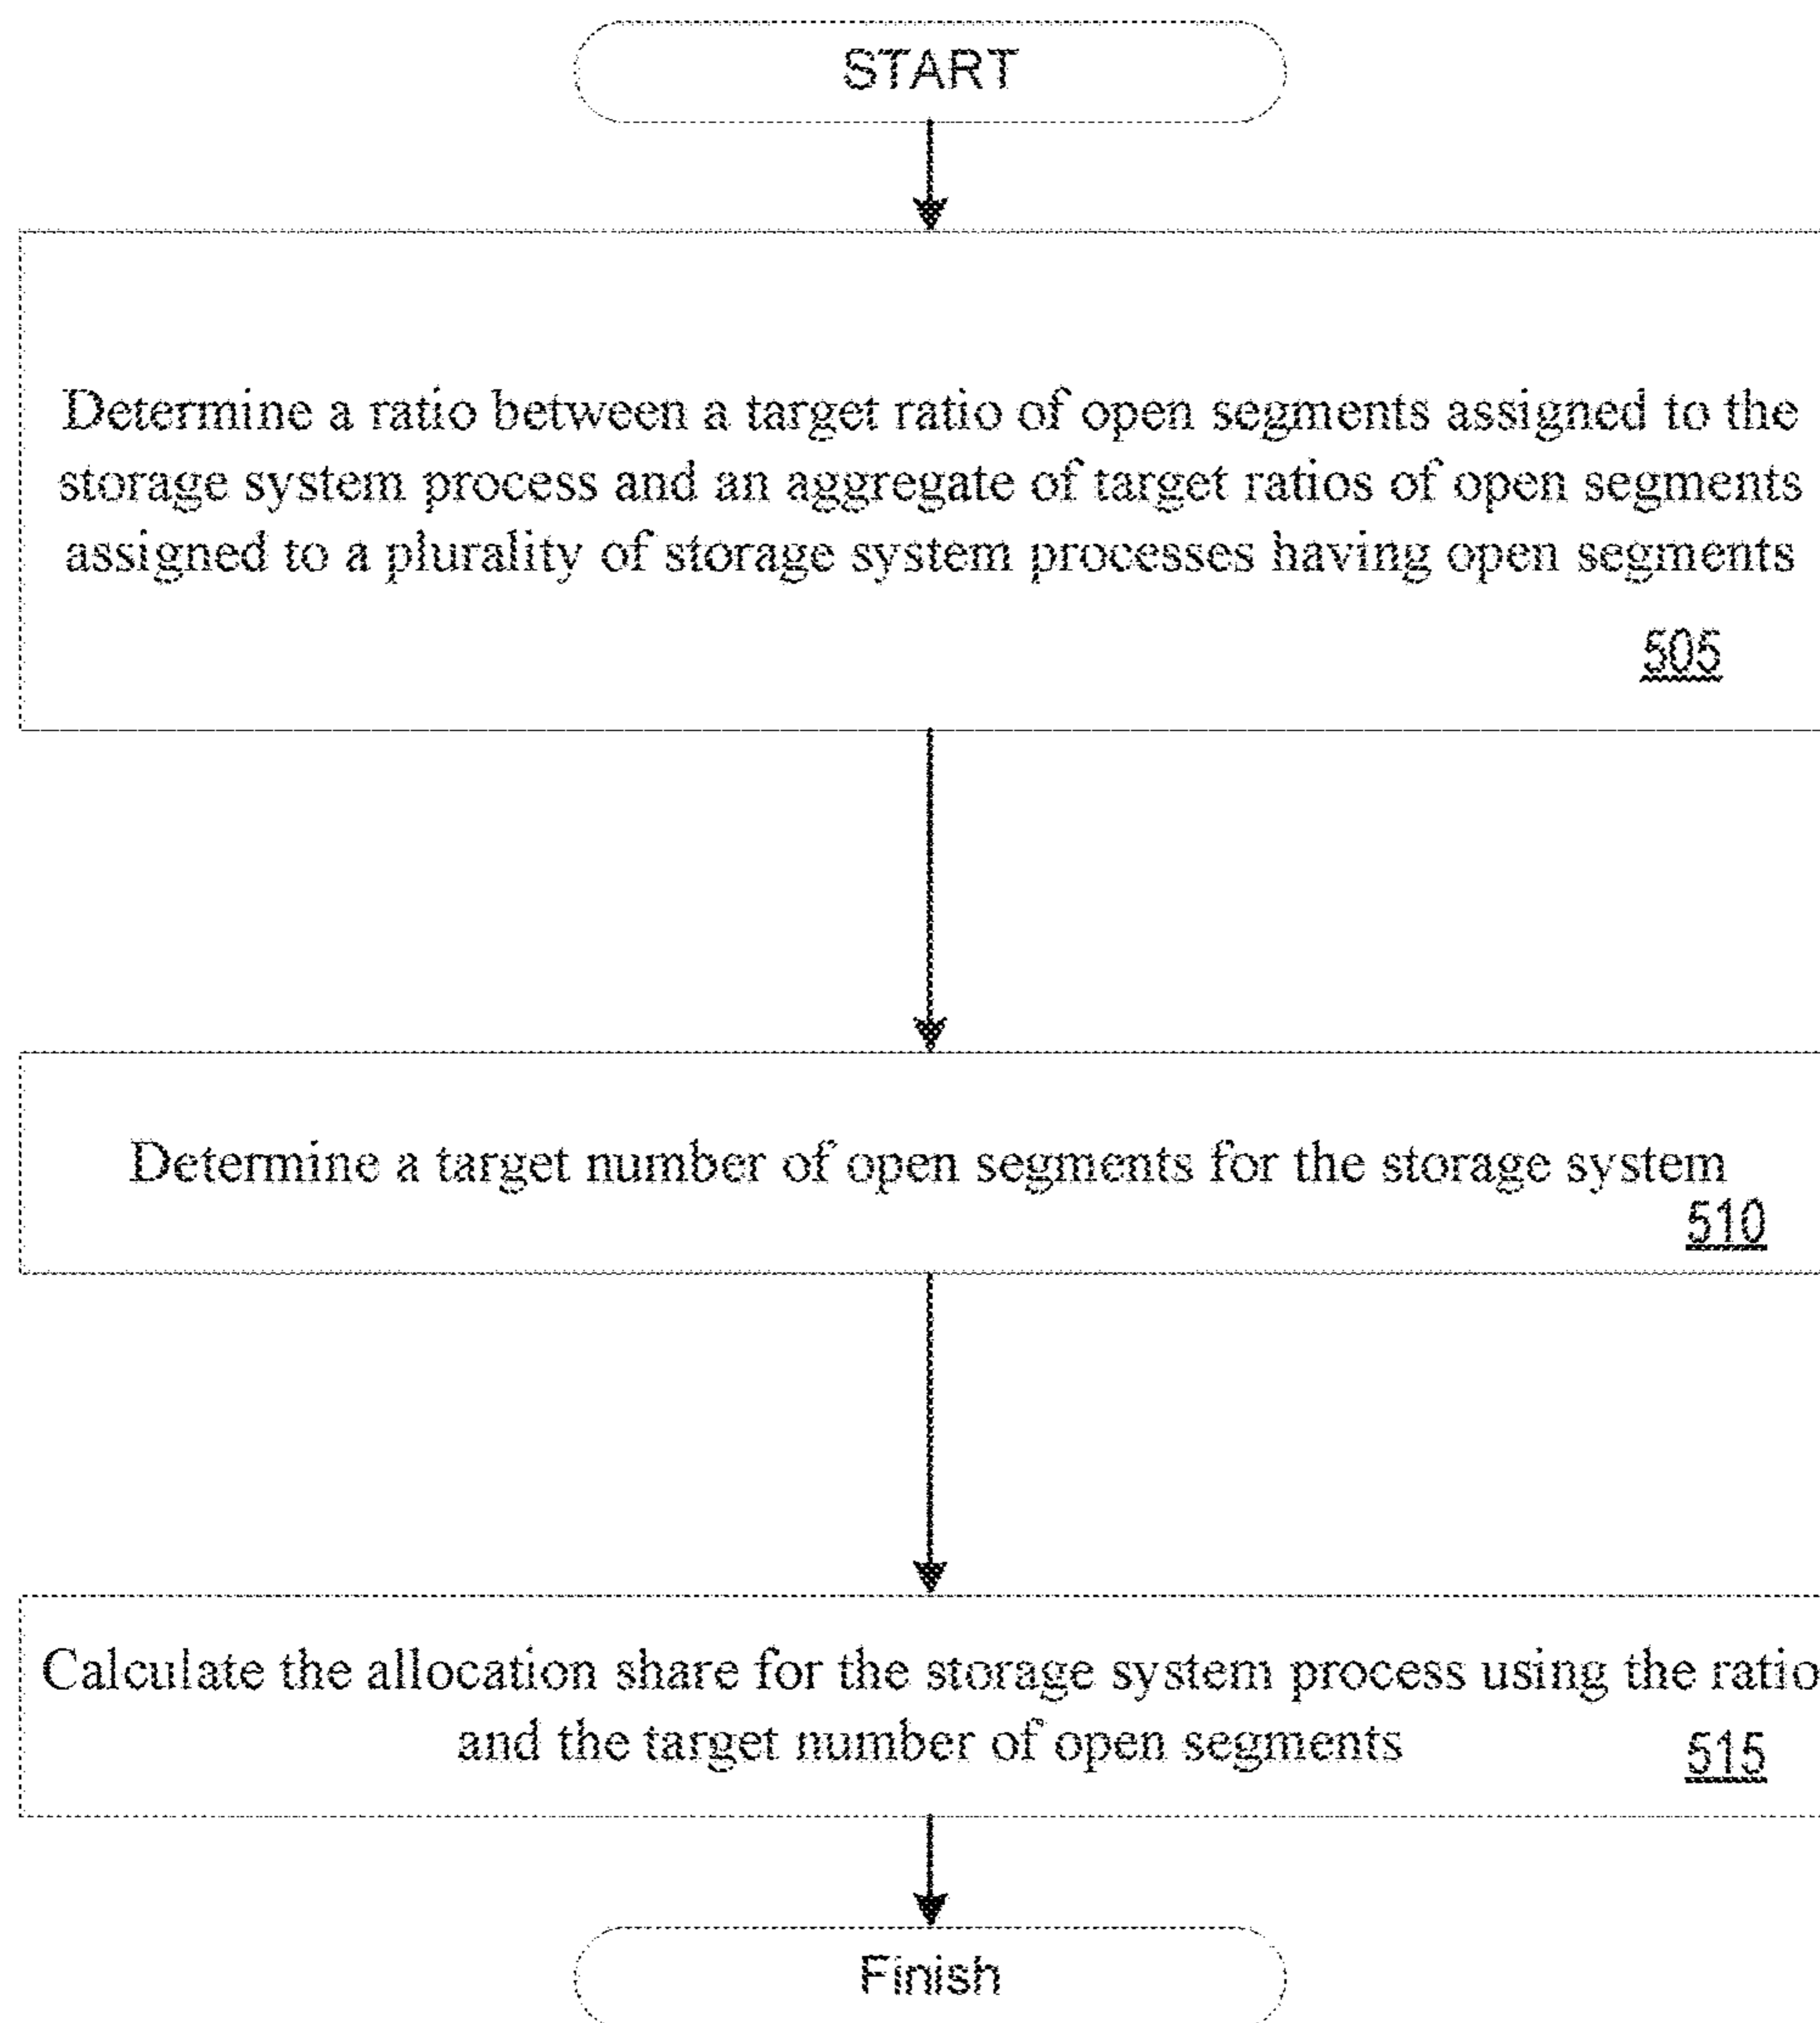 START
Determine a ratio between a target ratio of open segments assigned to the
storage system process and an aggregate of target ratios of open segments
assigned to a plurality of storage system processes having open segments
505
Determine a target number of open segments for the storage system
510
Calculate the allocation share for the storage system process using the ratio
and the target number of open segments
515
Finish